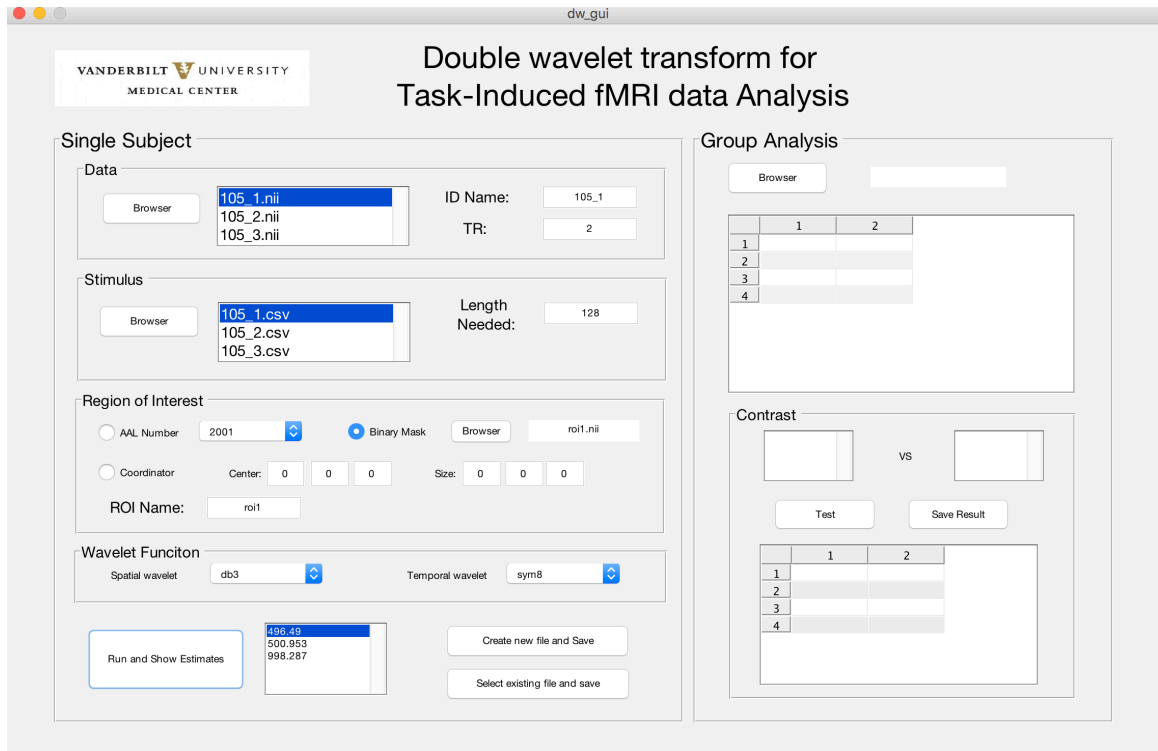 dw_gui
VANDERBILT UNIVERSITY
MEDICAL CENTER
Double wavelet transform for
Task-Induced fMRI data Analysis
Single Subject
Data
Browser
105_1.nii
105_2.nii
105_3.nii
ID Name:
105_1
TR:
2
Stimulus
Browser
105_1.csv
105_2.csv
105_3.csv
Length
Needed:
128
Region of Interest
AAL Number
2001
Binary Mask
Browser
roi1.nii
Coordinator
Center:
0
0
0
Size:
0
0
0
ROI Name:
roi1
Wavelet Funciton
Spatial wavelet
db3
Temporal wavelet
sym8
Run and Show Estimates
496.49
500.953
998.287
Create new file and Save
Select existing file and save
Group Analysis
Browser
1 2
1
2
3
4
Contrast
VS
Test
Save Result
1 2
1
2
3
4